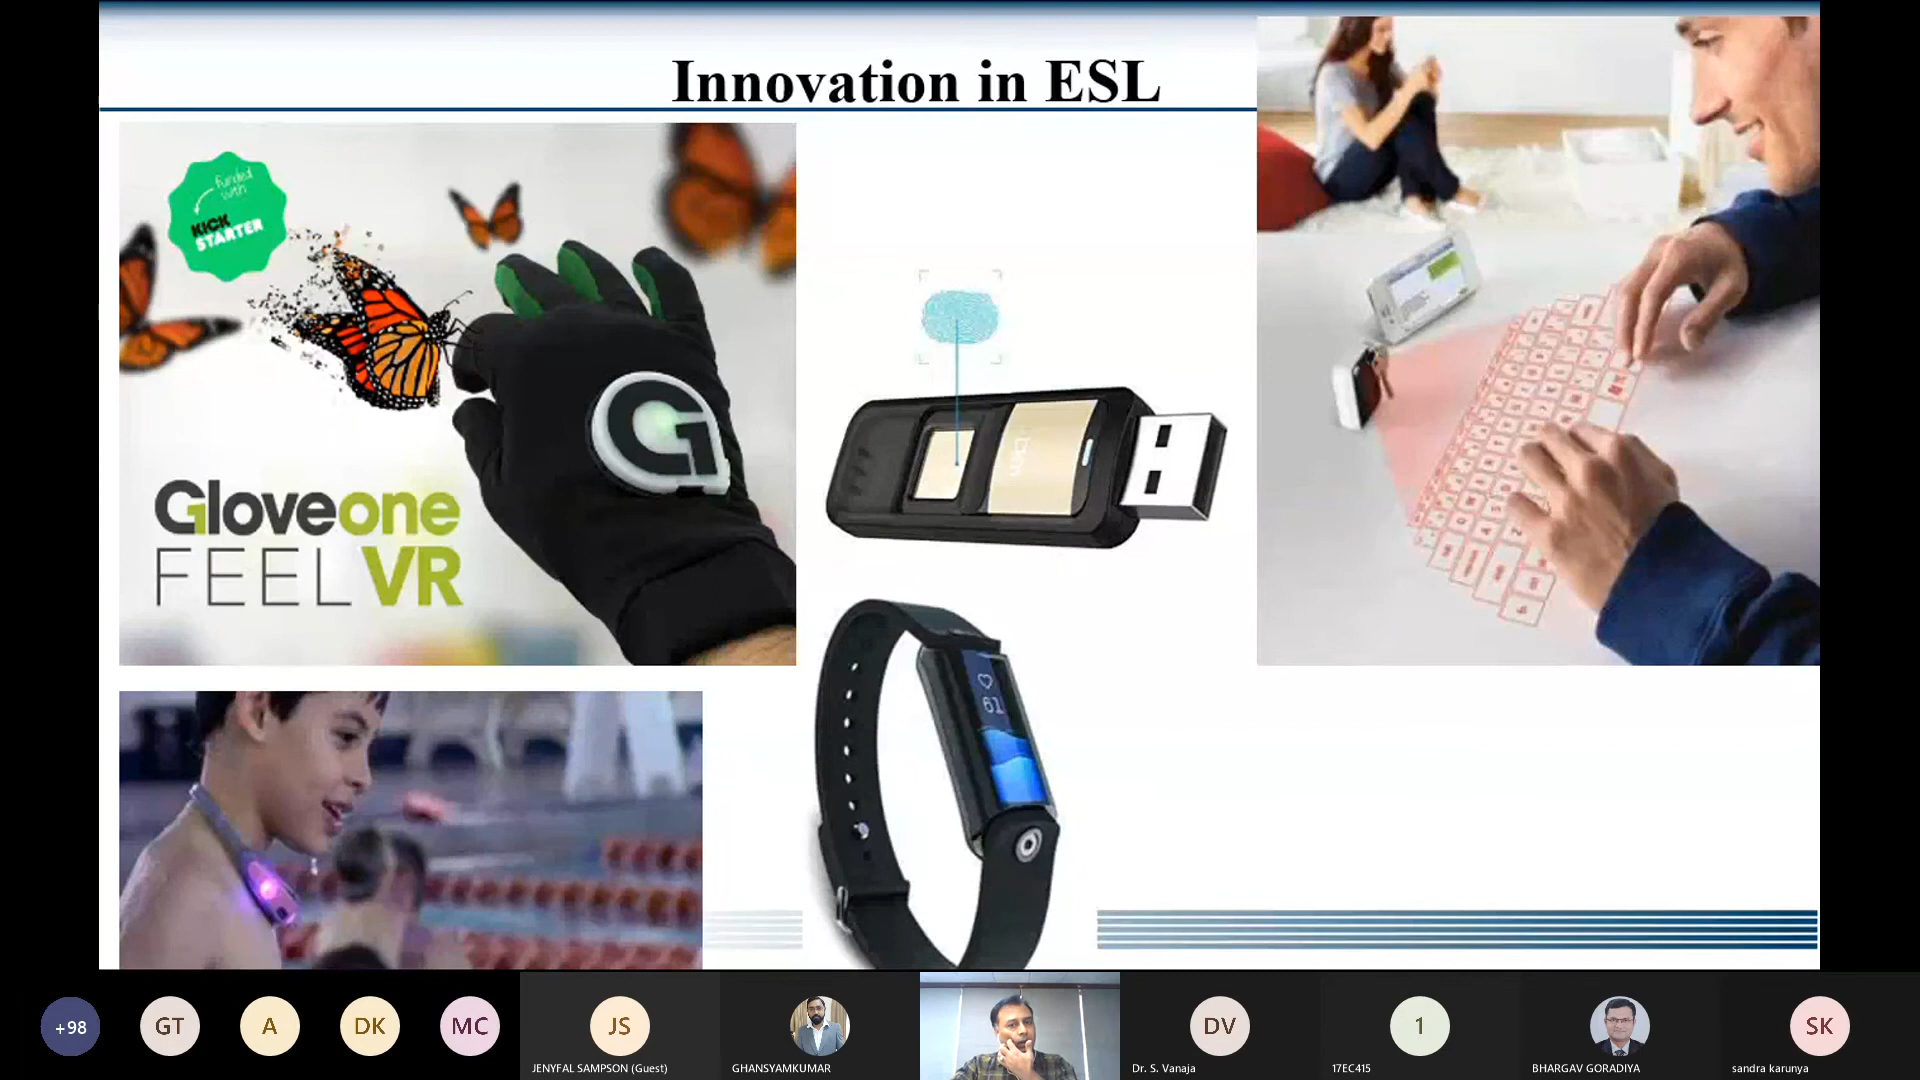 Innovation in ESL
funded
with
KICK
STARTER
G
Gloveone
FEEL VR
61
+98
GT
A
DK
MC
JS
DV
1
SK
JENYFAL SAMPSON (Guest)
GHANSYAMKUMAR
Dr. S. Vanaja
17EC415
BHARGAV GORADIYA
sandra karunya